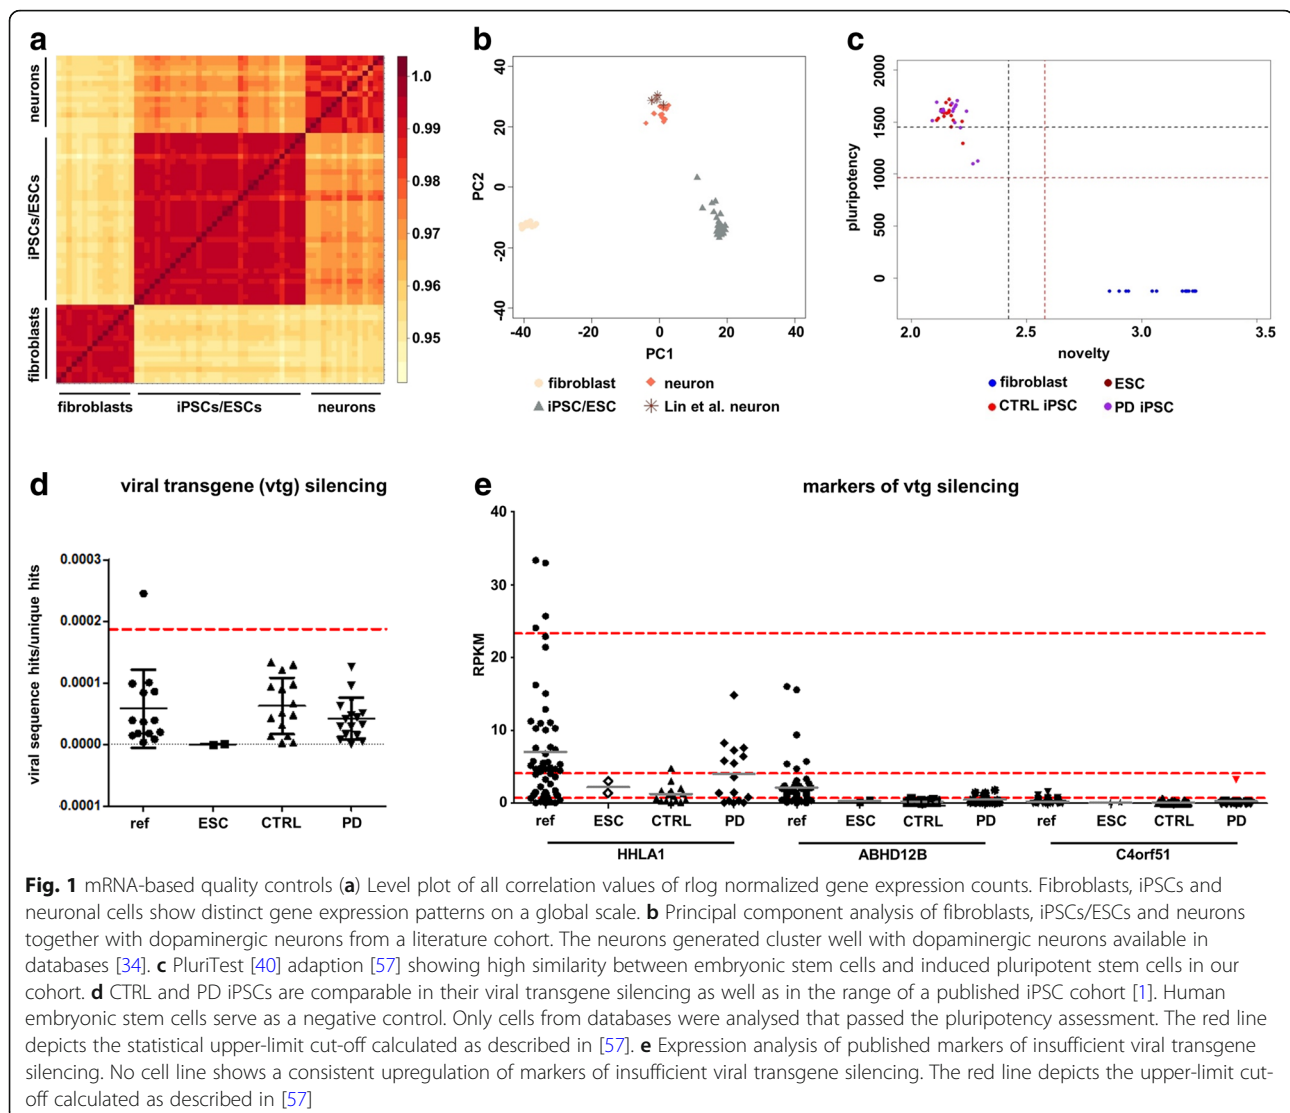 a
neurons
iPSCs/ESCs
fibroblasts
fibroblasts
iPSCs/ESCs
neurons
1.0
0.99
0.98
0.97
0.96
0.95
b
PC2
40
20
0
-20
-40
-40
-20
0
20
40
PC1
fibroblast
neuron
iPSC/ESC
Lin et al. neuron
c
pluripotency
2000
1500
1000
500
0
2.0
2.5
3.0
3.5
novelty
fibroblast
ESC
CTRL iPSC
PD iPSC
d
viral transgene (vtg) silencing
viral sequence hits/unique hits
0.0003
0.0002
0.0001
0.0000
-0.0001
ref
ESC
CTRL
PD
e
markers of vtg silencing
RPKM
40
30
20
10
0
ref
ESC
CTRL
PD
ref
ESC
CTRL
PD
ref
ESC
CTRL
PD
HHLA1
ABHD12B
C4orf51
Fig. 1 mRNA-based quality controls (a) Level plot of all correlation values of rlog normalized gene expression counts. Fibroblasts, iPSCs and
neuronal cells show distinct gene expression patterns on a global scale. b Principal component analysis of fibroblasts, iPSCs/ESCs and neurons
together with dopaminergic neurons from a literature cohort. The neurons generated cluster well with dopaminergic neurons available in
databases [34]. c PluriTest [40] adaption [57] showing high similarity between embryonic stem cells and induced pluripotent stem cells in our
cohort. d CTRL and PD iPSCs are comparable in their viral transgene silencing as well as in the range of a published iPSC cohort [1]. Human
embryonic stem cells serve as a negative control. Only cells from databases were analysed that passed the pluripotency assessment. The red line
depicts the statistical upper-limit cut-off calculated as described in [57]. e Expression analysis of published markers of insufficient viral transgene
silencing. No cell line shows a consistent upregulation of markers of insufficient viral transgene silencing. The red line depicts the upper-limit cut-
off calculated as described in [57]